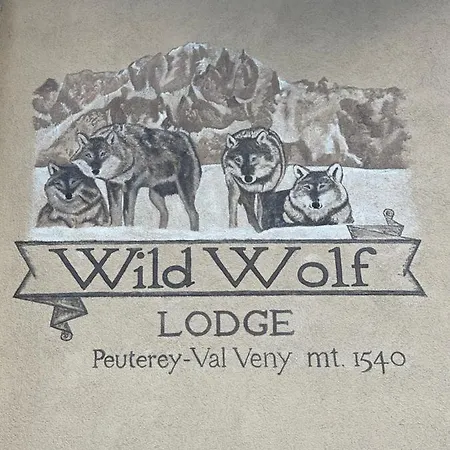 Wild Wolf
LODGE
Peuterey-Val Veny mt. 1540